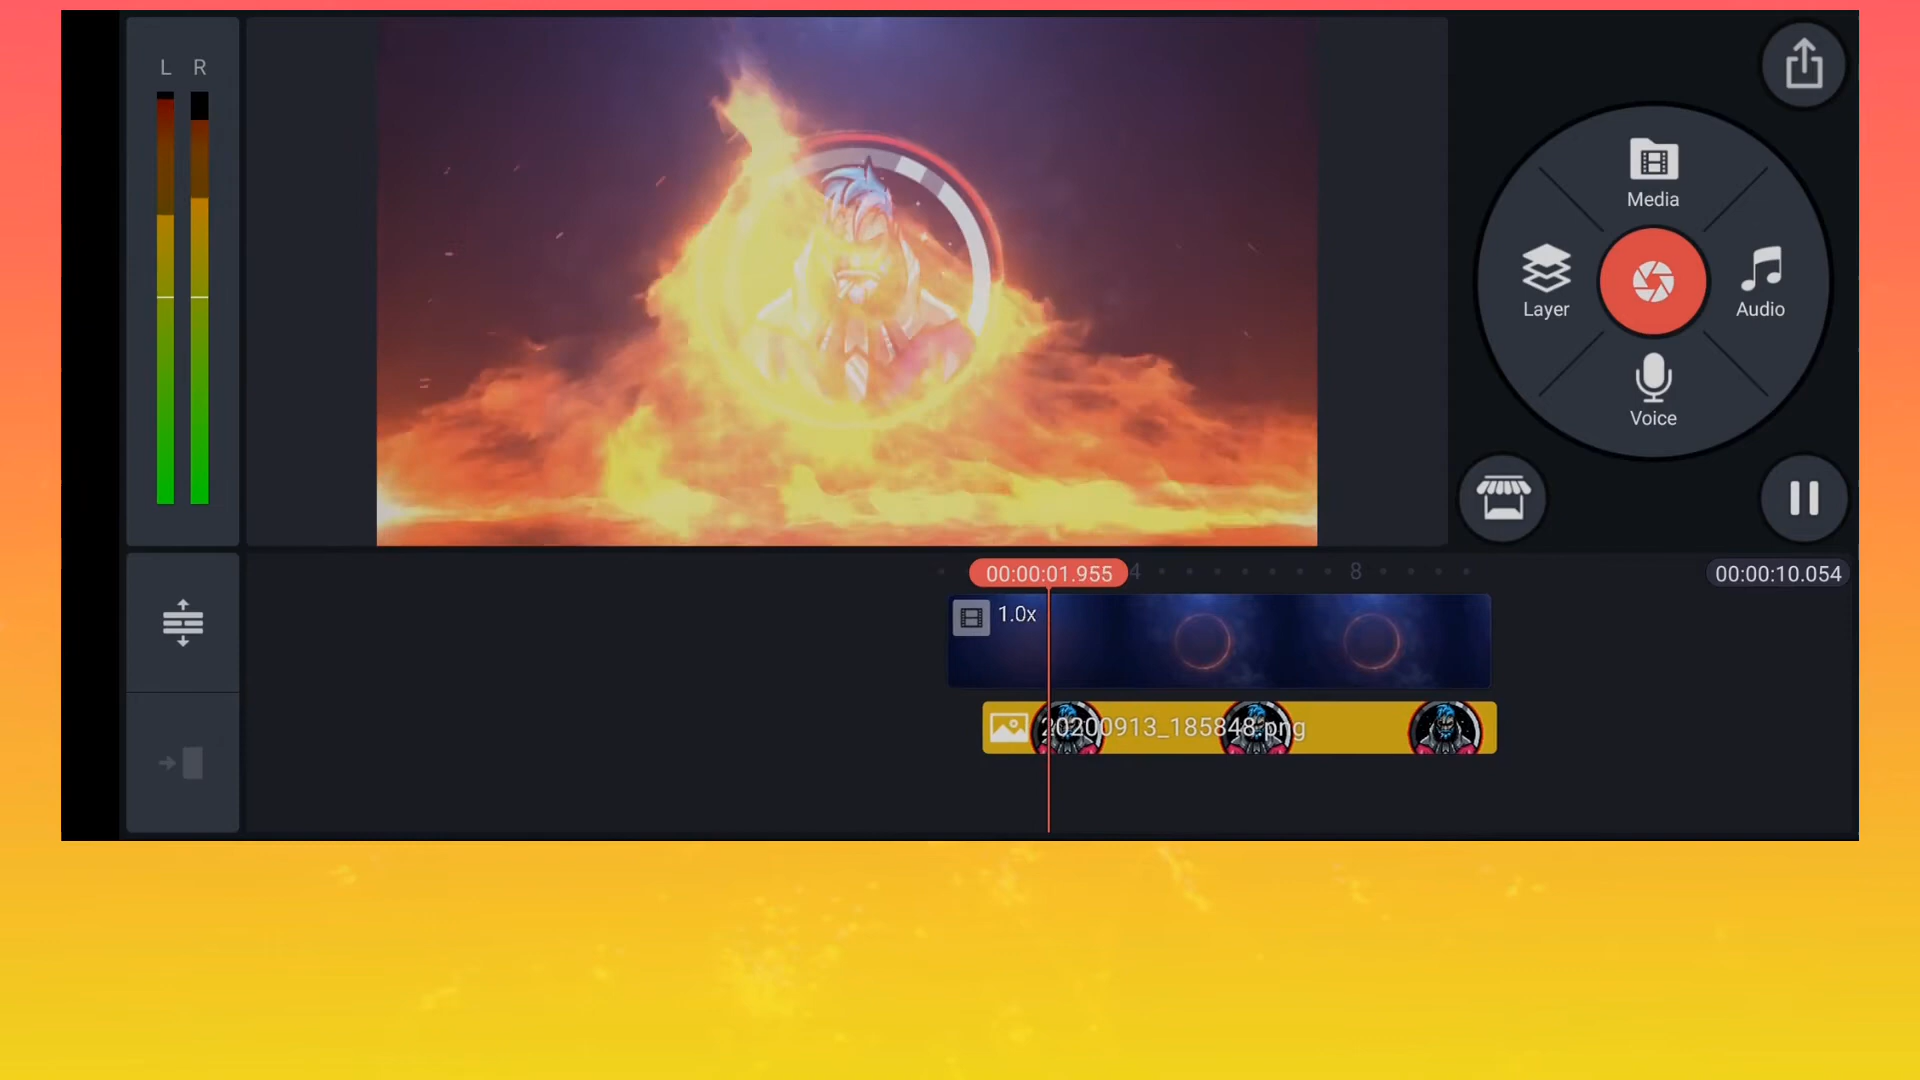 L R
Media
Layer
Audio
Voice
00:00:01.955
4
8
00:00:10.054
1.0x
20200913_185848.png